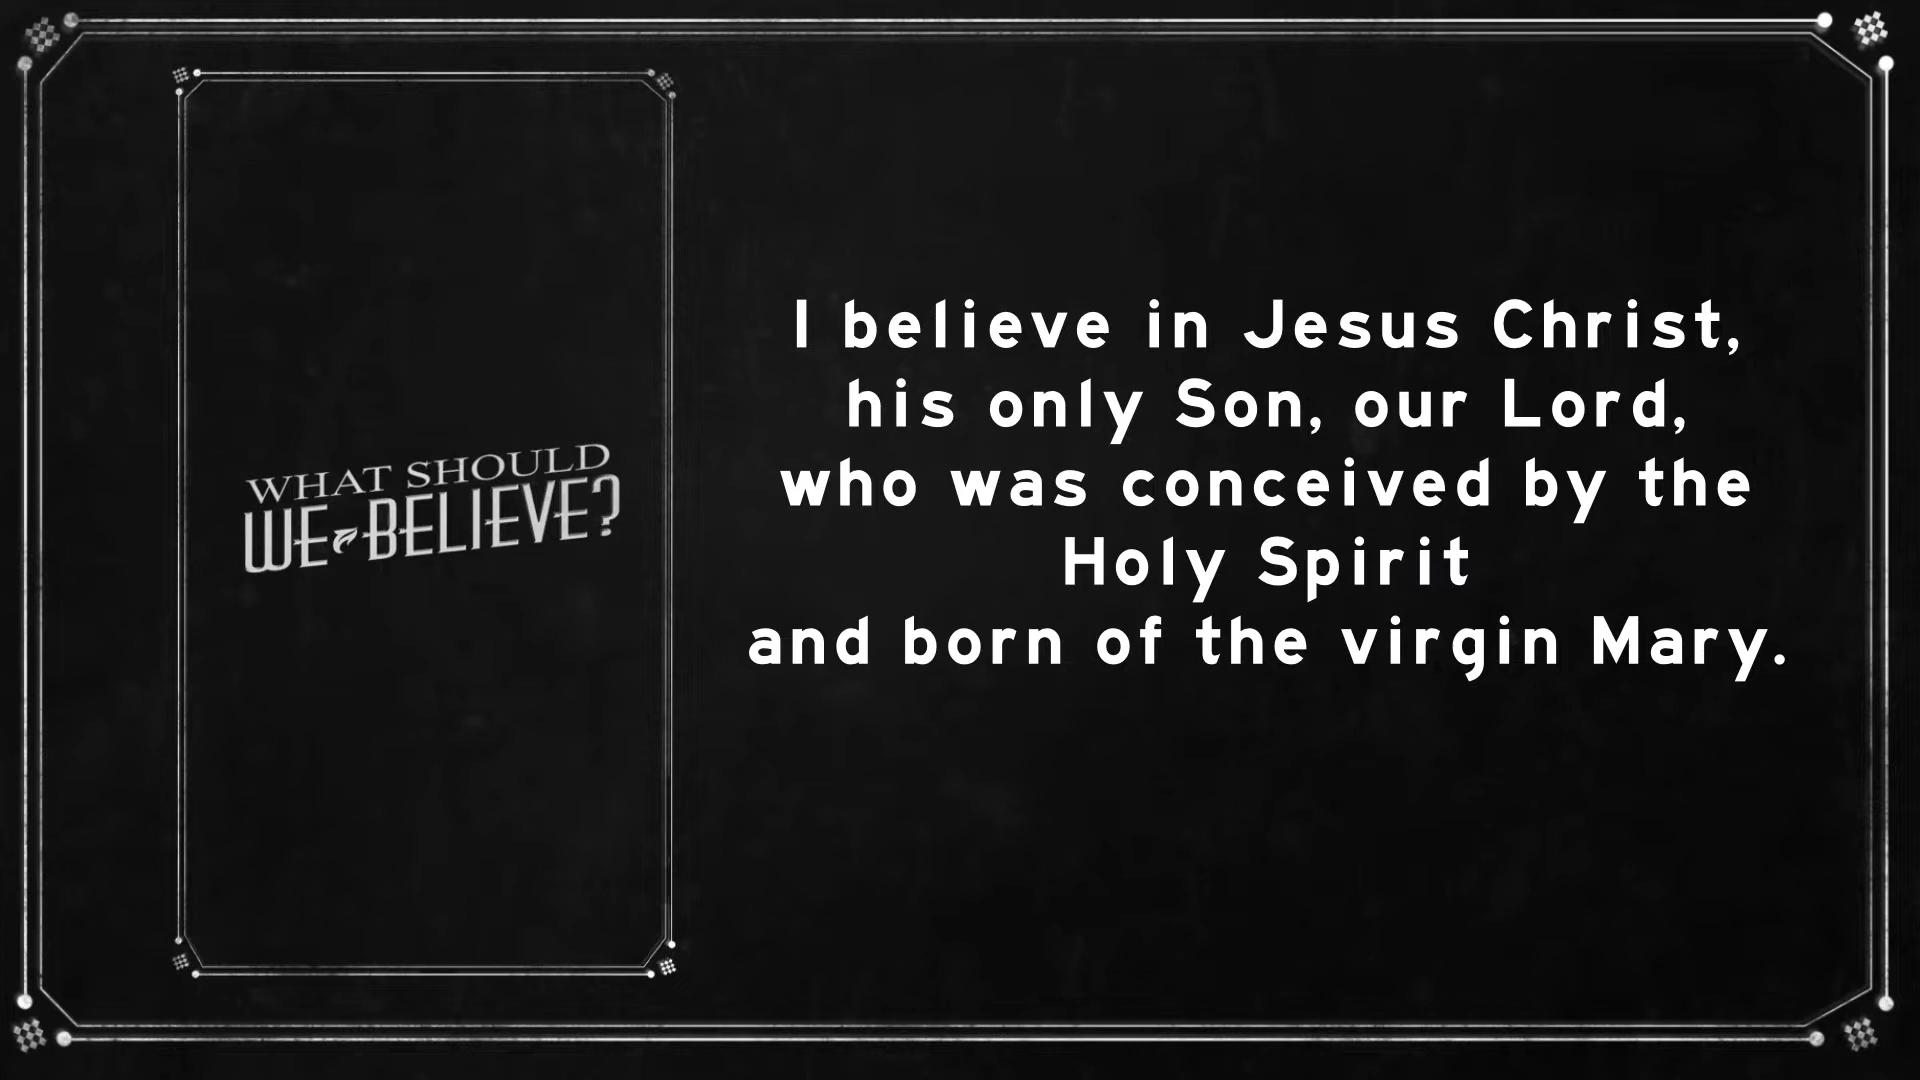 WHAT SHOULD
WE BELIEVE?
I believe in Jesus Christ,
his only Son, our Lord,
who was conceived by the
Holy Spirit
and born of the virgin Mary.